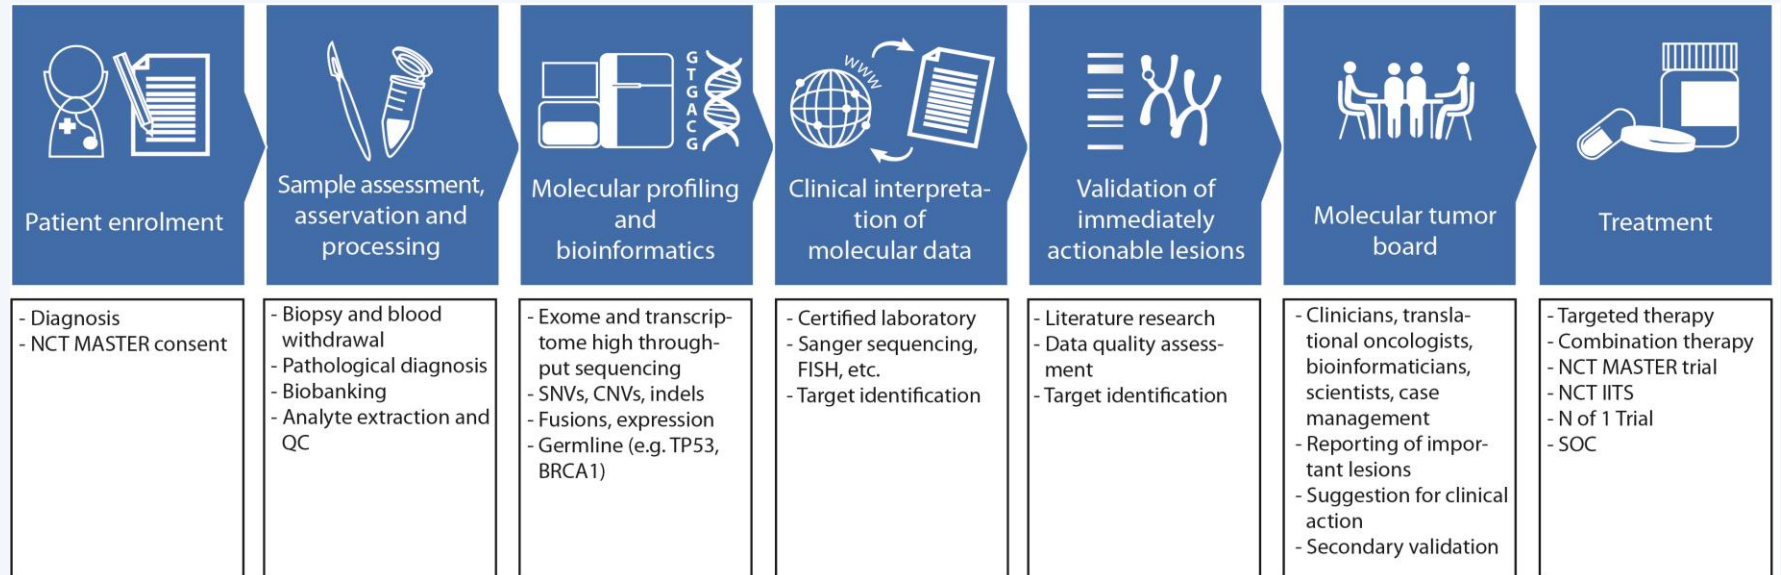 Patient enrolment
- Diagnosis
- NCT MASTER consent
Sample assessment,
asservation and
processing
- Biopsy and blood
withdrawal
- Pathological diagnosis
- Biobanking
- Analyte extraction and
QC
GTGACG
Molecular profiling
and
bioinformatics
- Exome and transcrip-
tome high through-
put sequencing
- SNVs, CNVs, indels
- Fusions, expression
- Germline (e.g. TP53,
BRCA1)
WWW
Clinical interpreta-
tion of
molecular data
- Certified laboratory
- Sanger sequencing,
FISH, etc.
- Target identification
Validation of
immediately
actionable lesions
- Literature research
- Data quality assess-
ment
- Target identification
Molecular tumor
board
- Clinicians, transla-
tional oncologists,
bioinformaticians,
scientists, case
management
- Reporting of impor-
tant lesions
- Suggestion for clinical
action
- Secondary validation
Treatment
- Targeted therapy
- Combination therapy
- NCT MASTER trial
- NCT IITS
- N of 1 Trial
- SOC